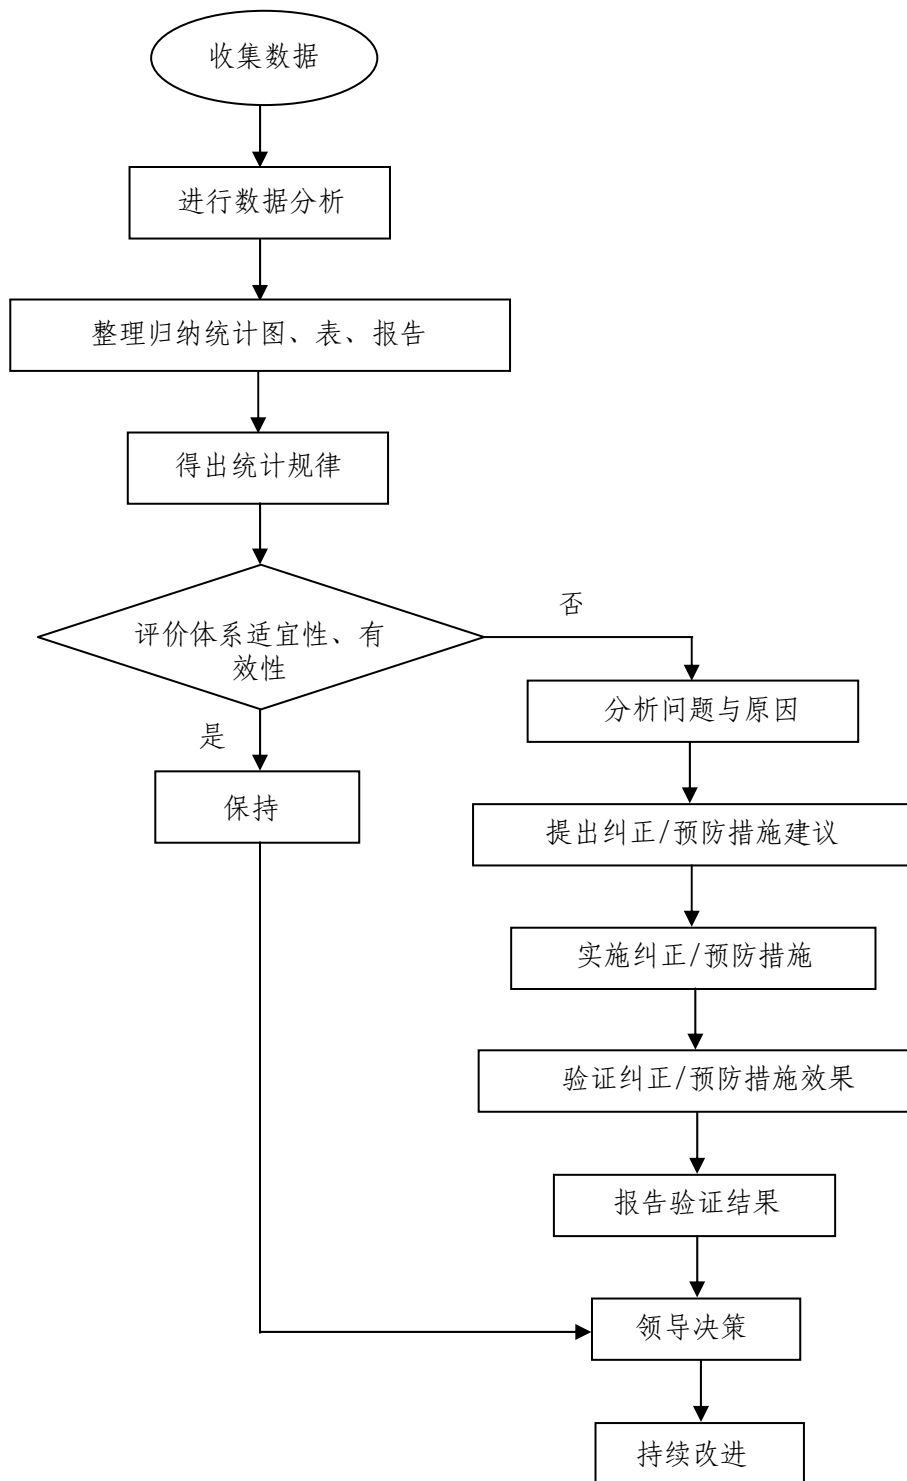 收集数据
进行数据分析
整理归纳统计图、表、报告
得出统计规律
评价体系适宜性、有
效性
否
是
保持
分析问题与原因
提出纠正/预防措施建议
实施纠正/预防措施
验证纠正/预防措施效果
报告验证结果
领导决策
持续改进